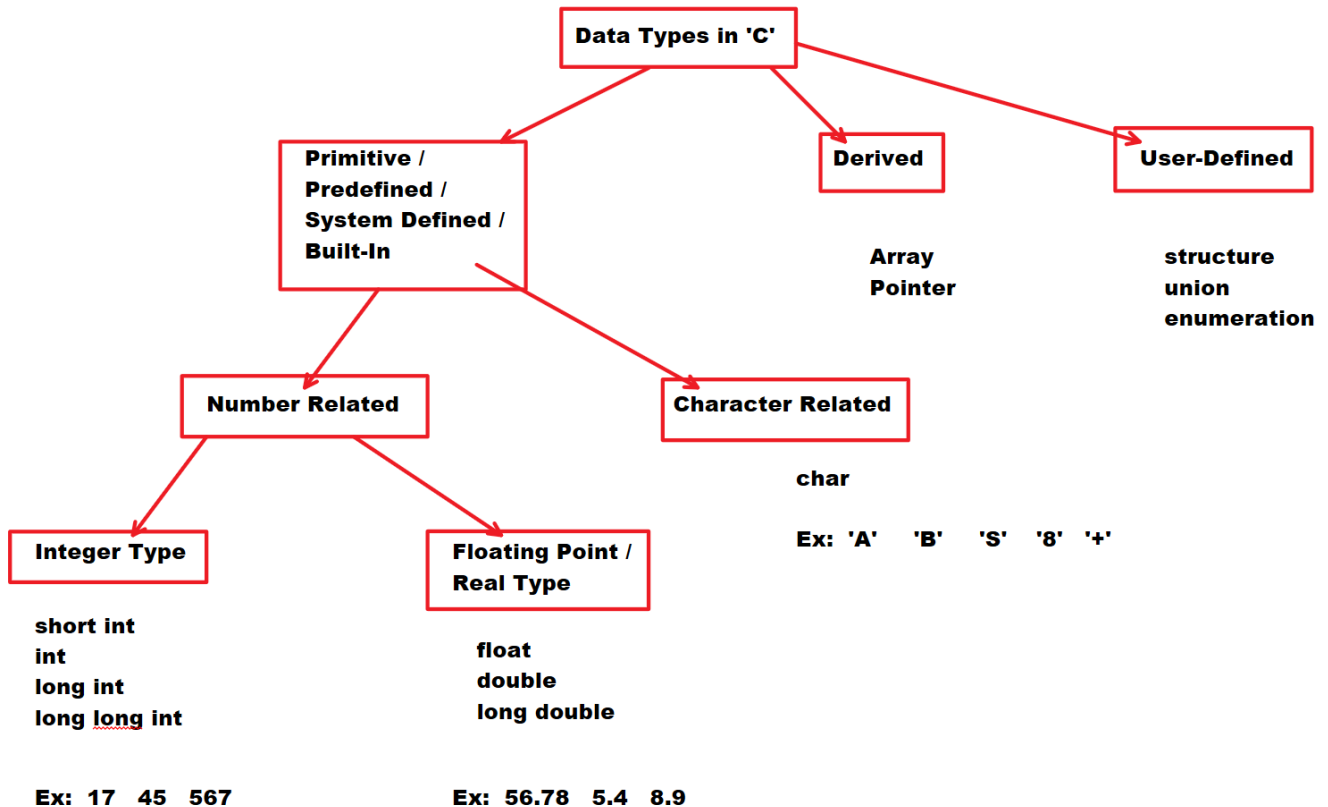 Data Types in 'C'
Primitive /
Predefined /
System Defined /
Built-In
Derived
User-Defined
Array
Pointer
structure
union
enumeration
Number Related
Character Related
char
Ex: 'A' 'B' 'S' '8' '+'
Integer Type
Floating Point /
Real Type
short int
int
long int
long long int
float
double
long double
Ex: 17 45 567
Ex: 56.78 5.4 8.9